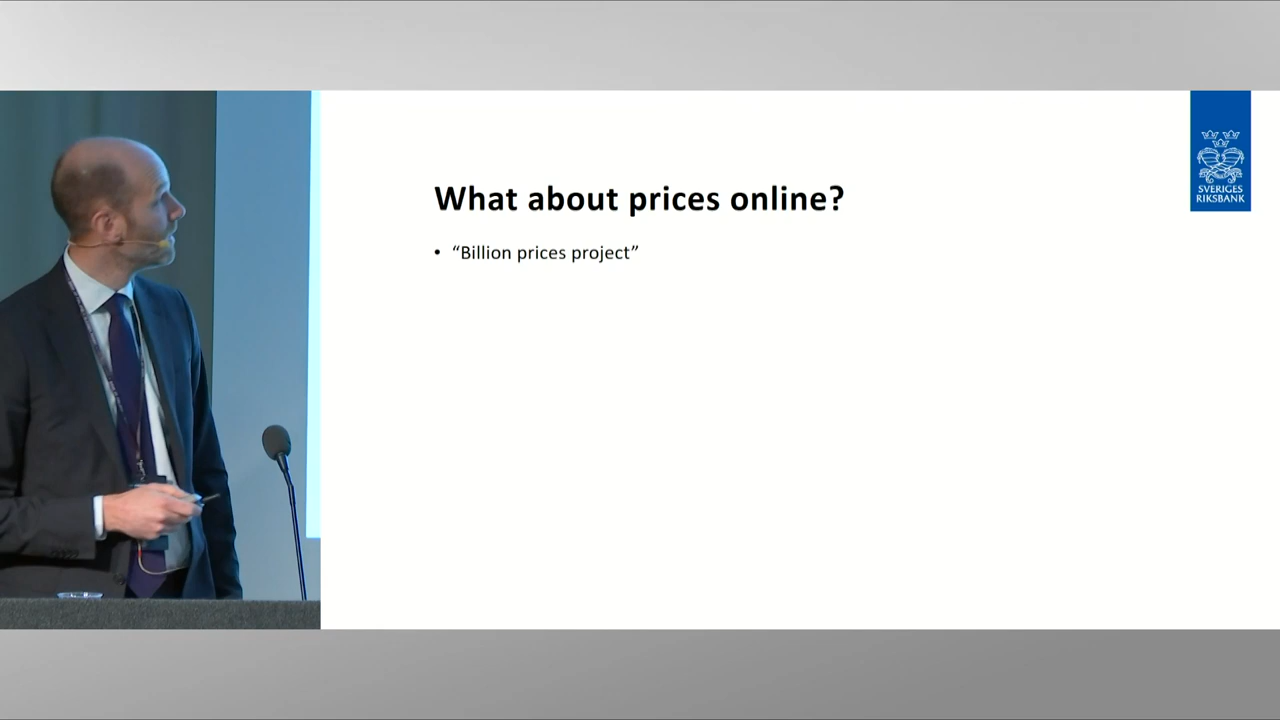 What about prices online?
• “Billion prices project”
SVERIGES
RIKSBANK